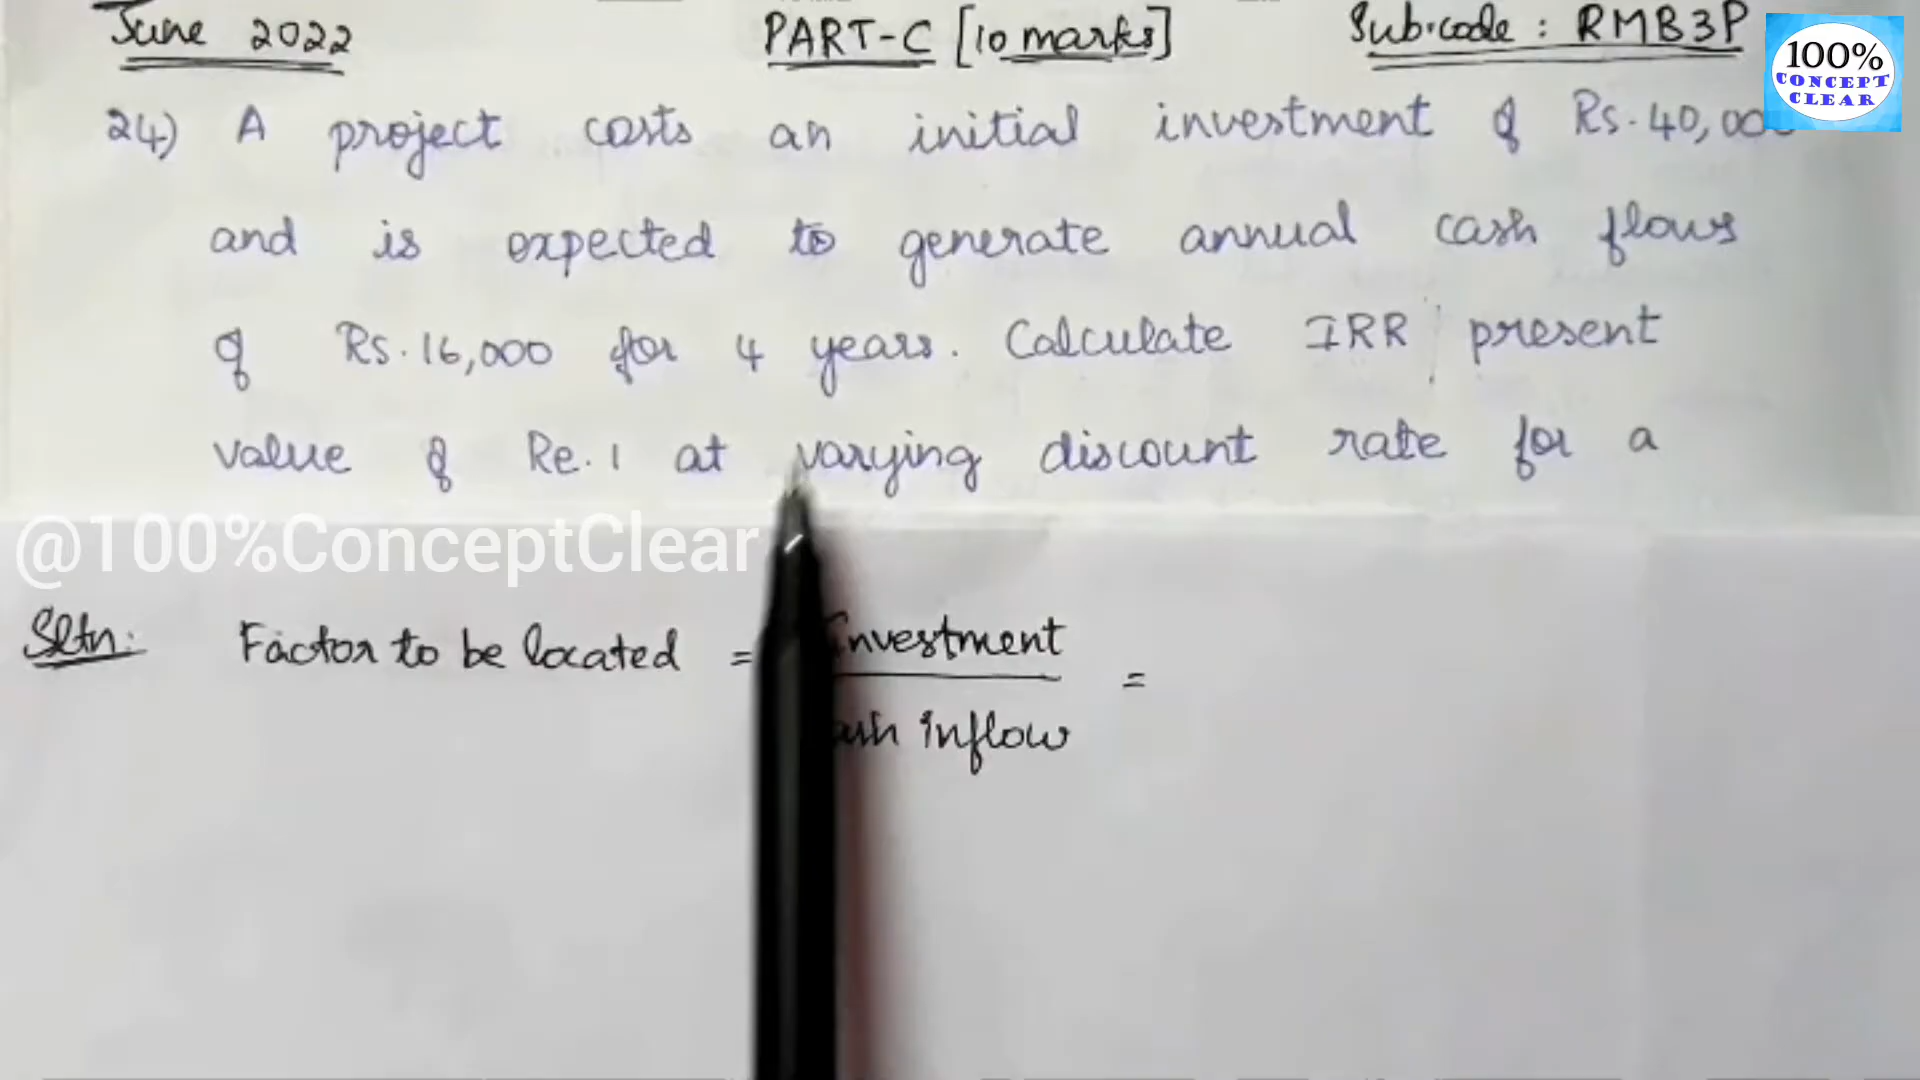 June 2022 PART-C [10 marks] Sub.code : RMB3P
100% CONCEPT CLEAR
24) A project costs an initial investment of Rs. 40,000
and is expected to generate annual cash flows
of Rs. 16,000 for 4 years. Calculate IRR present
value of Re. 1 at varying discount rate for a
@100%ConceptClear
Soltn: Factor to be located = Investment =
Cash inflow